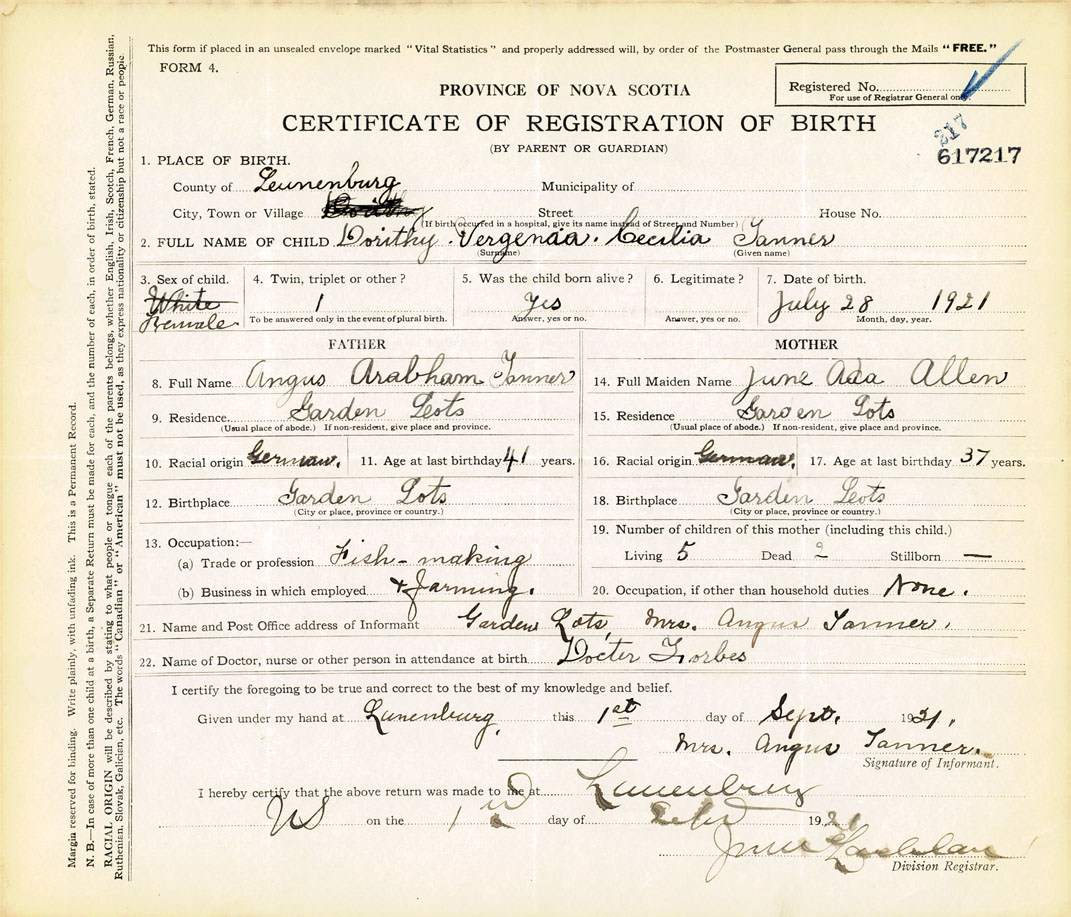 This form if placed in an unsealed envelope marked "Vital Statistics" and properly addressed will, by order of the Postmaster General pass through the Mails "FREE."
FORM 4.
Registered No.
For use of Registrar General only.
PROVINCE OF NOVA SCOTIA
CERTIFICATE OF REGISTRATION OF BIRTH
(BY PARENT OR GUARDIAN)
217
617217
1. PLACE OF BIRTH.
County of Leunenburg Municipality of
City, Town or Village Street House No.
(If birth occurred in a hospital, give its name instead of Street and Number)
2. FULL NAME OF CHILD Dorithy Vergenia Cecilia Tanner
(Surname) (Given name)
3. Sex of child. White Female
4. Twin, triplet or other? 1
To be answered only in the event of plural birth.
5. Was the child born alive? yes
Answer, yes or no.
6. Legitimate?
Answer, yes or no.
7. Date of birth. July 28 1921
Month, day, year.
FATHER
8. Full Name Angus Arabham Tanner
9. Residence Garden Leots
(Usual place of abode.) If non-resident, give place and province.
10. Racial origin German. 11. Age at last birthday 41 years.
12. Birthplace Garden Lots
(City or place, province or country.)
13. Occupation:—
(a) Trade or profession Fish-making
(b) Business in which employed + farming.
MOTHER
14. Full Maiden Name June Ada Allen
15. Residence Garden Lots
(Usual place of abode.) If non-resident, give place and province.
16. Racial origin German. 17. Age at last birthday 37 years.
18. Birthplace Garden Leots
(City or place, province or country.)
19. Number of children of this mother (including this child.)
Living 5 Dead 2 Stillborn —
20. Occupation, if other than household duties None.
21. Name and Post Office address of Informant Garden Lots, Mrs. Angus Tanner.
22. Name of Doctor, nurse or other person in attendance at birth Docter Forbes
I certify the foregoing to be true and correct to the best of my knowledge and belief.
Given under my hand at Lunenburg, this 1st day of Sept. 1921.
Mrs. Angus Tanner.
Signature of Informant.
I hereby certify that the above return was made to me at Lunenburg
NS on the 1 day of 1921
Division Registrar.
Margin reserved for binding. Write plainly, with unfading ink. This is a Permanent Record.
N. B.—In case of more than one child at a birth, a Separate Return must be made for each, and the number of each, in order of birth, stated.
RACIAL ORIGIN will be described by stating to what people or tongue each of the parents belongs, whether English, Irish, Scotch, French, German, Russian,
Ruthenian, Slovak, Galician, etc. The words "Canadian" or "American" must not be used, as they express nationality or citizenship but not a race or people